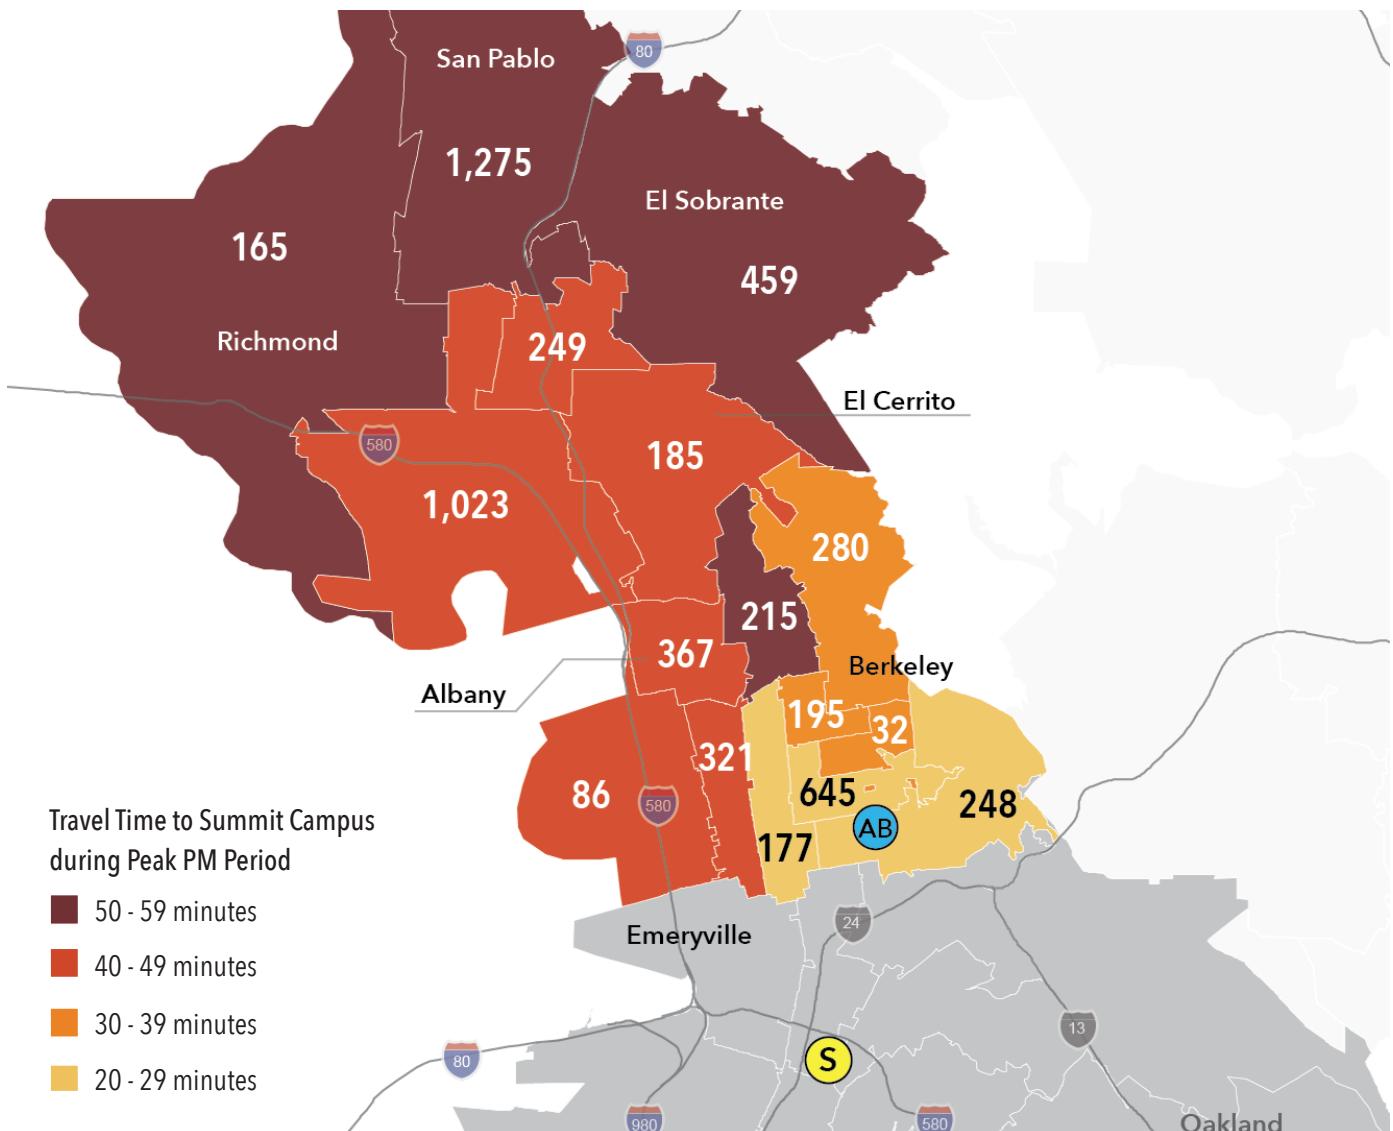 80
San Pablo
1,275
El Sobrante
165
459
Richmond
249
El Cerrito
580
185
1,023
280
215
367
Berkeley
Albany
195
32
321
86
580
645
248
AB
177
Travel Time to Summit Campus
during Peak PM Period
50 - 59 minutes
40 - 49 minutes
30 - 39 minutes
20 - 29 minutes
24
Emeryville
13
80
S
980
580
Oakland